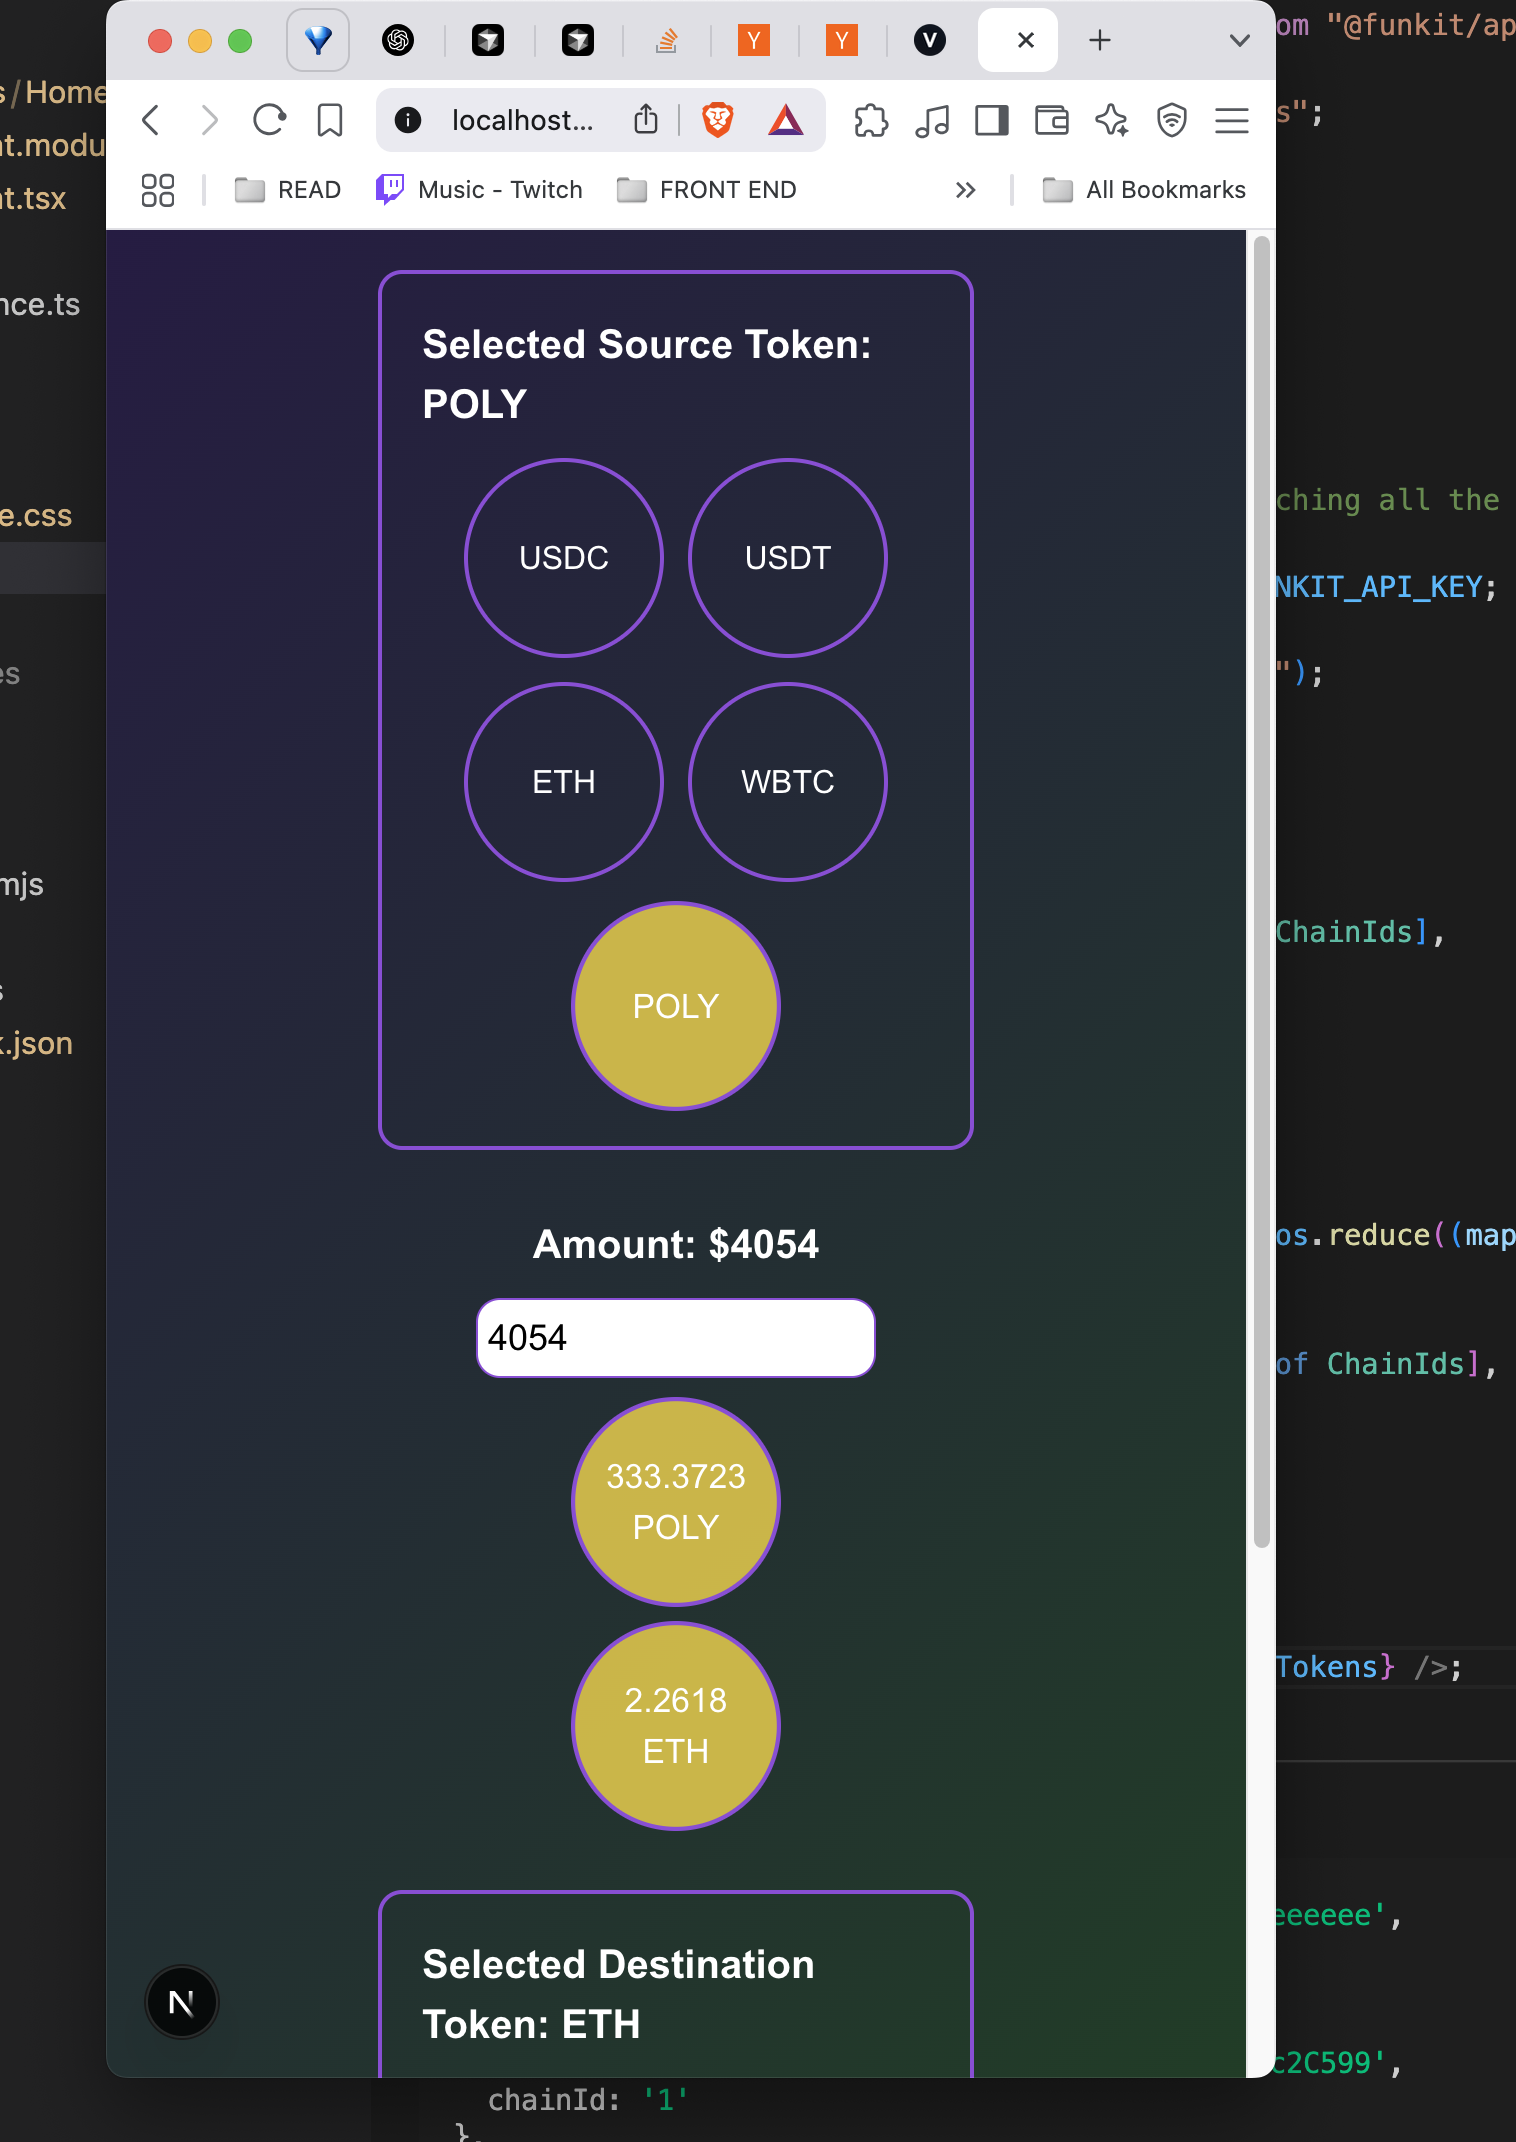 localhost...
READ
Music - Twitch
FRONT END
All Bookmarks
Selected Source Token:
POLY
USDC
USDT
ETH
WBTC
POLY
Amount: $4054
4054
333.3723
POLY
2.2618
ETH
Selected Destination
Token: ETH
N
s/Home
t.modu
t.tsx
nce.ts
e.css
es
mjs
s
.json
om "@funkit/ap
s";
ching all the
NKIT_API_KEY;
");
ChainIds],
os.reduce((map
of ChainIds],
Tokens} />;
eeeeee',
c2C599',
chainId: '1'
},